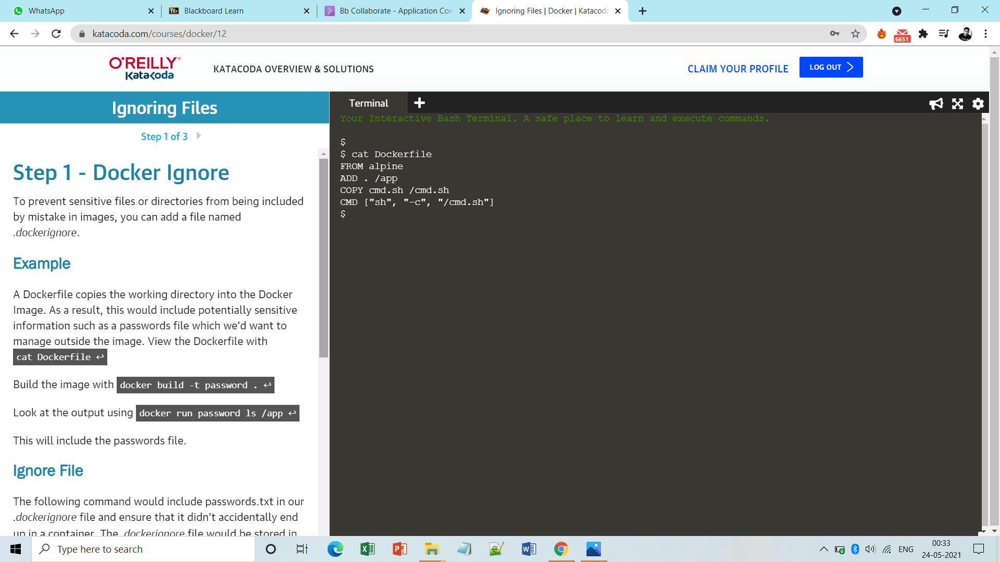 WhatsApp
Bb Blackboard Learn
Bb Collaborate - Application Con
Ignoring Files | Docker | Katacoda
katacoda.com/courses/docker/12
6651
O'REILLY®
Katacoda
KATACODA OVERVIEW & SOLUTIONS
CLAIM YOUR PROFILE
LOG OUT
Ignoring Files
Step 1 of 3
Step 1 - Docker Ignore
To prevent sensitive files or directories from being included
by mistake in images, you can add a file named
.dockerignore.
Example
A Dockerfile copies the working directory into the Docker
Image. As a result, this would include potentially sensitive
information such as a passwords file which we'd want to
manage outside the image. View the Dockerfile with
cat Dockerfile ↩
Build the image with docker build -t password . ↩
Look at the output using docker run password ls /app ↩
This will include the passwords file.
Ignore File
The following command would include passwords.txt in our
.dockerignore file and ensure that it didn't accidentally end
up in a container. The .dockerignore file would be stored in
Terminal
Your Interactive Bash Terminal. A safe place to learn and execute commands.
$
$ cat Dockerfile
FROM alpine
ADD . /app
COPY cmd.sh /cmd.sh
CMD ["sh", "-c", "/cmd.sh"]
$
Type here to search
ENG
00:33
24-05-2021